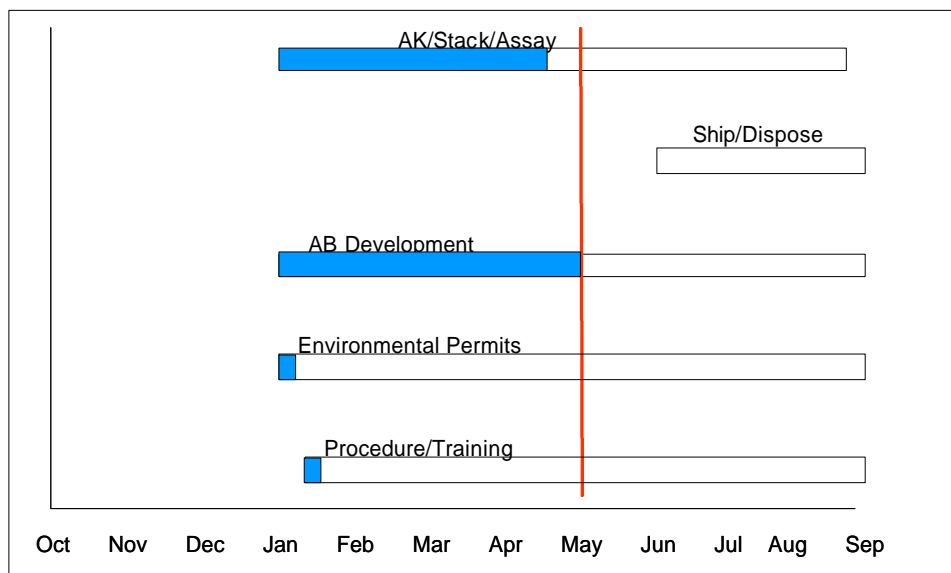 AK/Stack/Assay
Ship/Dispose
AB Development
Environmental Permits
Procedure/Training
Oct Nov Dec Jan Feb Mar Apr May Jun Jul Aug Sep